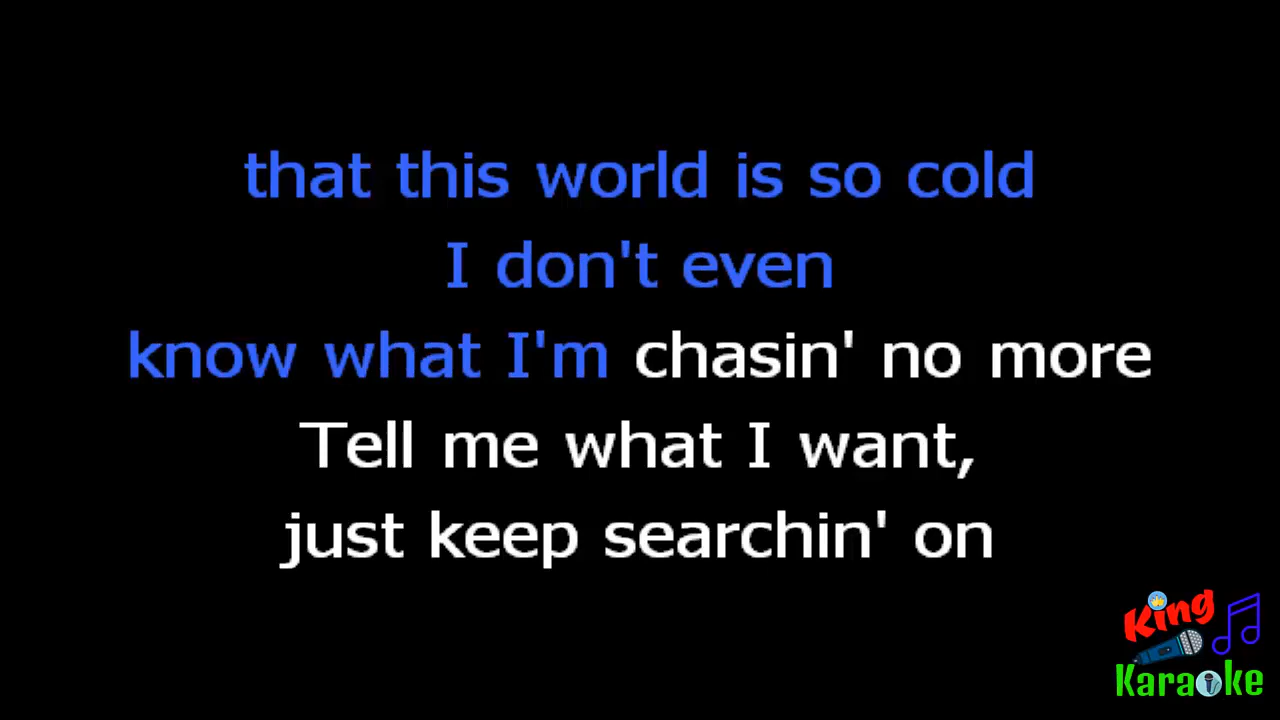 that this world is so cold
I don't even
know what I'm chasin' no more
Tell me what I want,
just keep searchin' on
King
Karaoke